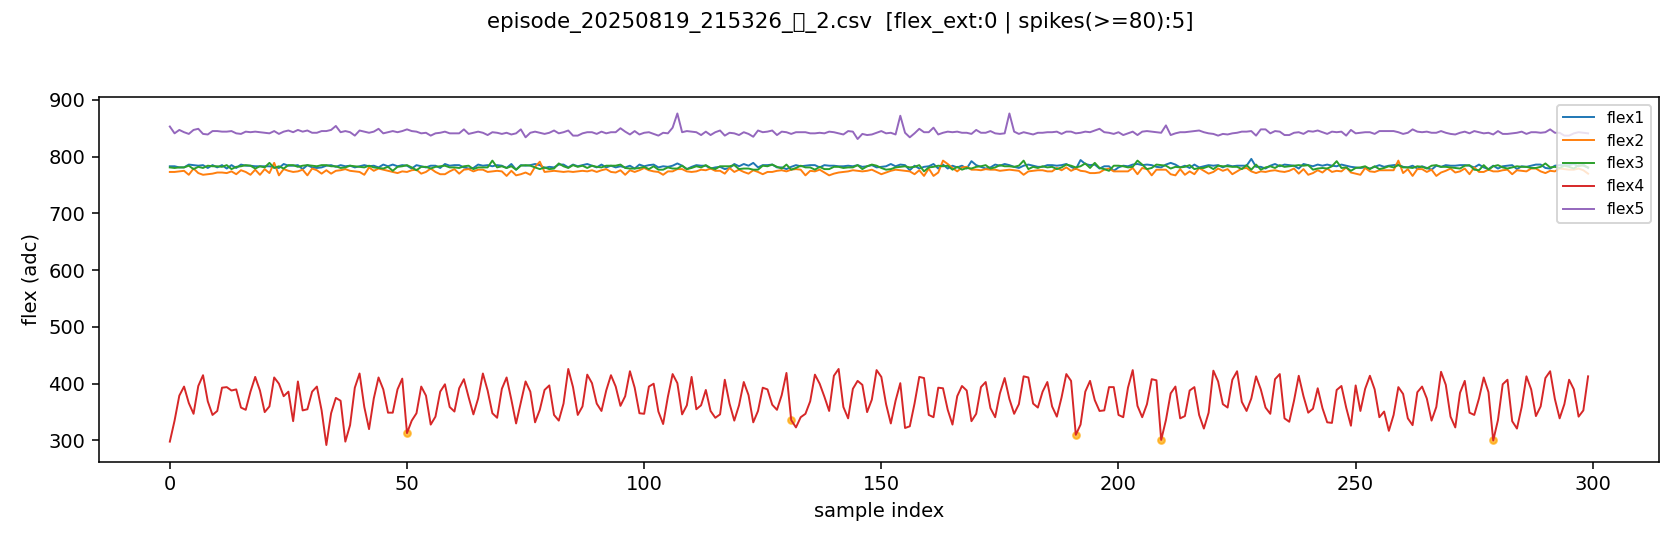 episode_20250819_215326_▯_2.csv  [flex_ext:0 | spikes(>=80):5]
900
800
700
600
500
400
300
flex (adc)
flex1
flex2
flex3
flex4
flex5
0
50
100
150
200
250
300
sample index